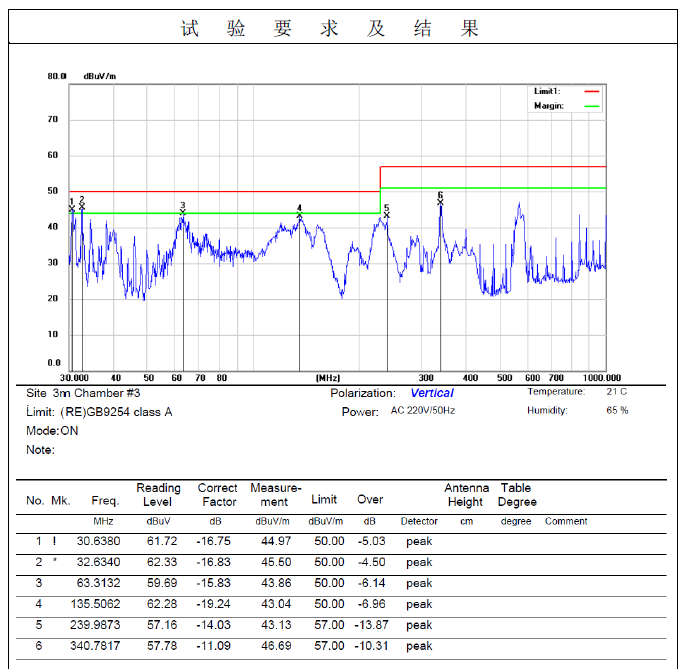 试 验 要 求 及 结 果
80.0 dBuV/m
Limit1:
Margin:
70
60
50
40
30
20
10
0.0
1 2 3 4 5 6
30.000 40 50 60 70 80 (MHz) 300 400 500 600 700 1000.000
Site 3m Chamber #3 Polarization: Vertical Temperature: 21 C
Limit: (RE)GB9254 class A Power: AC 220V/50Hz Humidity: 65 %
Mode:ON
Note:
No. Mk. Freq. Reading Level Correct Factor Measure-ment Limit Over Antenna Height Table Degree
MHz dBuV dB dBuV/m dBuV/m dB Detector cm degree Comment
1 ! 30.6380 61.72 -16.75 44.97 50.00 -5.03 peak
2 * 32.6340 62.33 -16.83 45.50 50.00 -4.50 peak
3 63.3132 59.69 -15.83 43.86 50.00 -6.14 peak
4 135.5062 62.28 -19.24 43.04 50.00 -6.96 peak
5 239.9873 57.16 -14.03 43.13 57.00 -13.87 peak
6 340.7817 57.78 -11.09 46.69 57.00 -10.31 peak